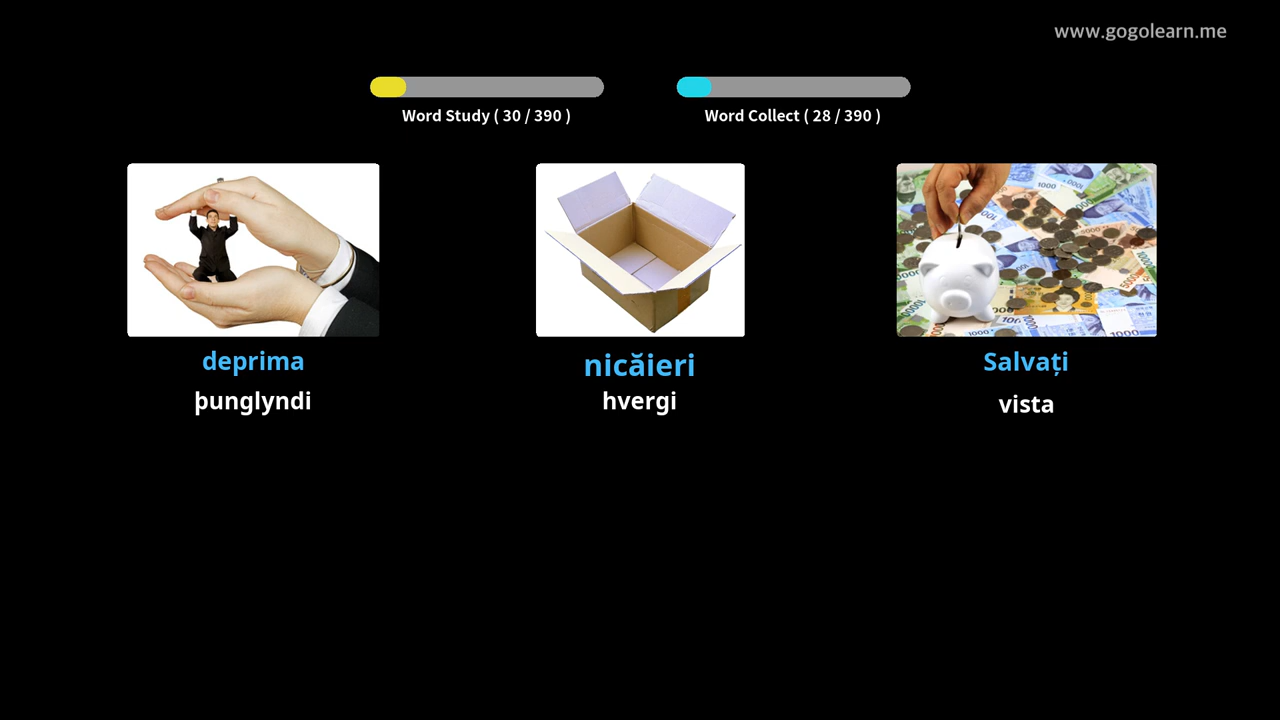 www.gogolearn.me
Word Study ( 30 / 390 )
Word Collect ( 28 / 390 )
deprima
nicăieri
Salvați
þunglyndi
hvergi
vista